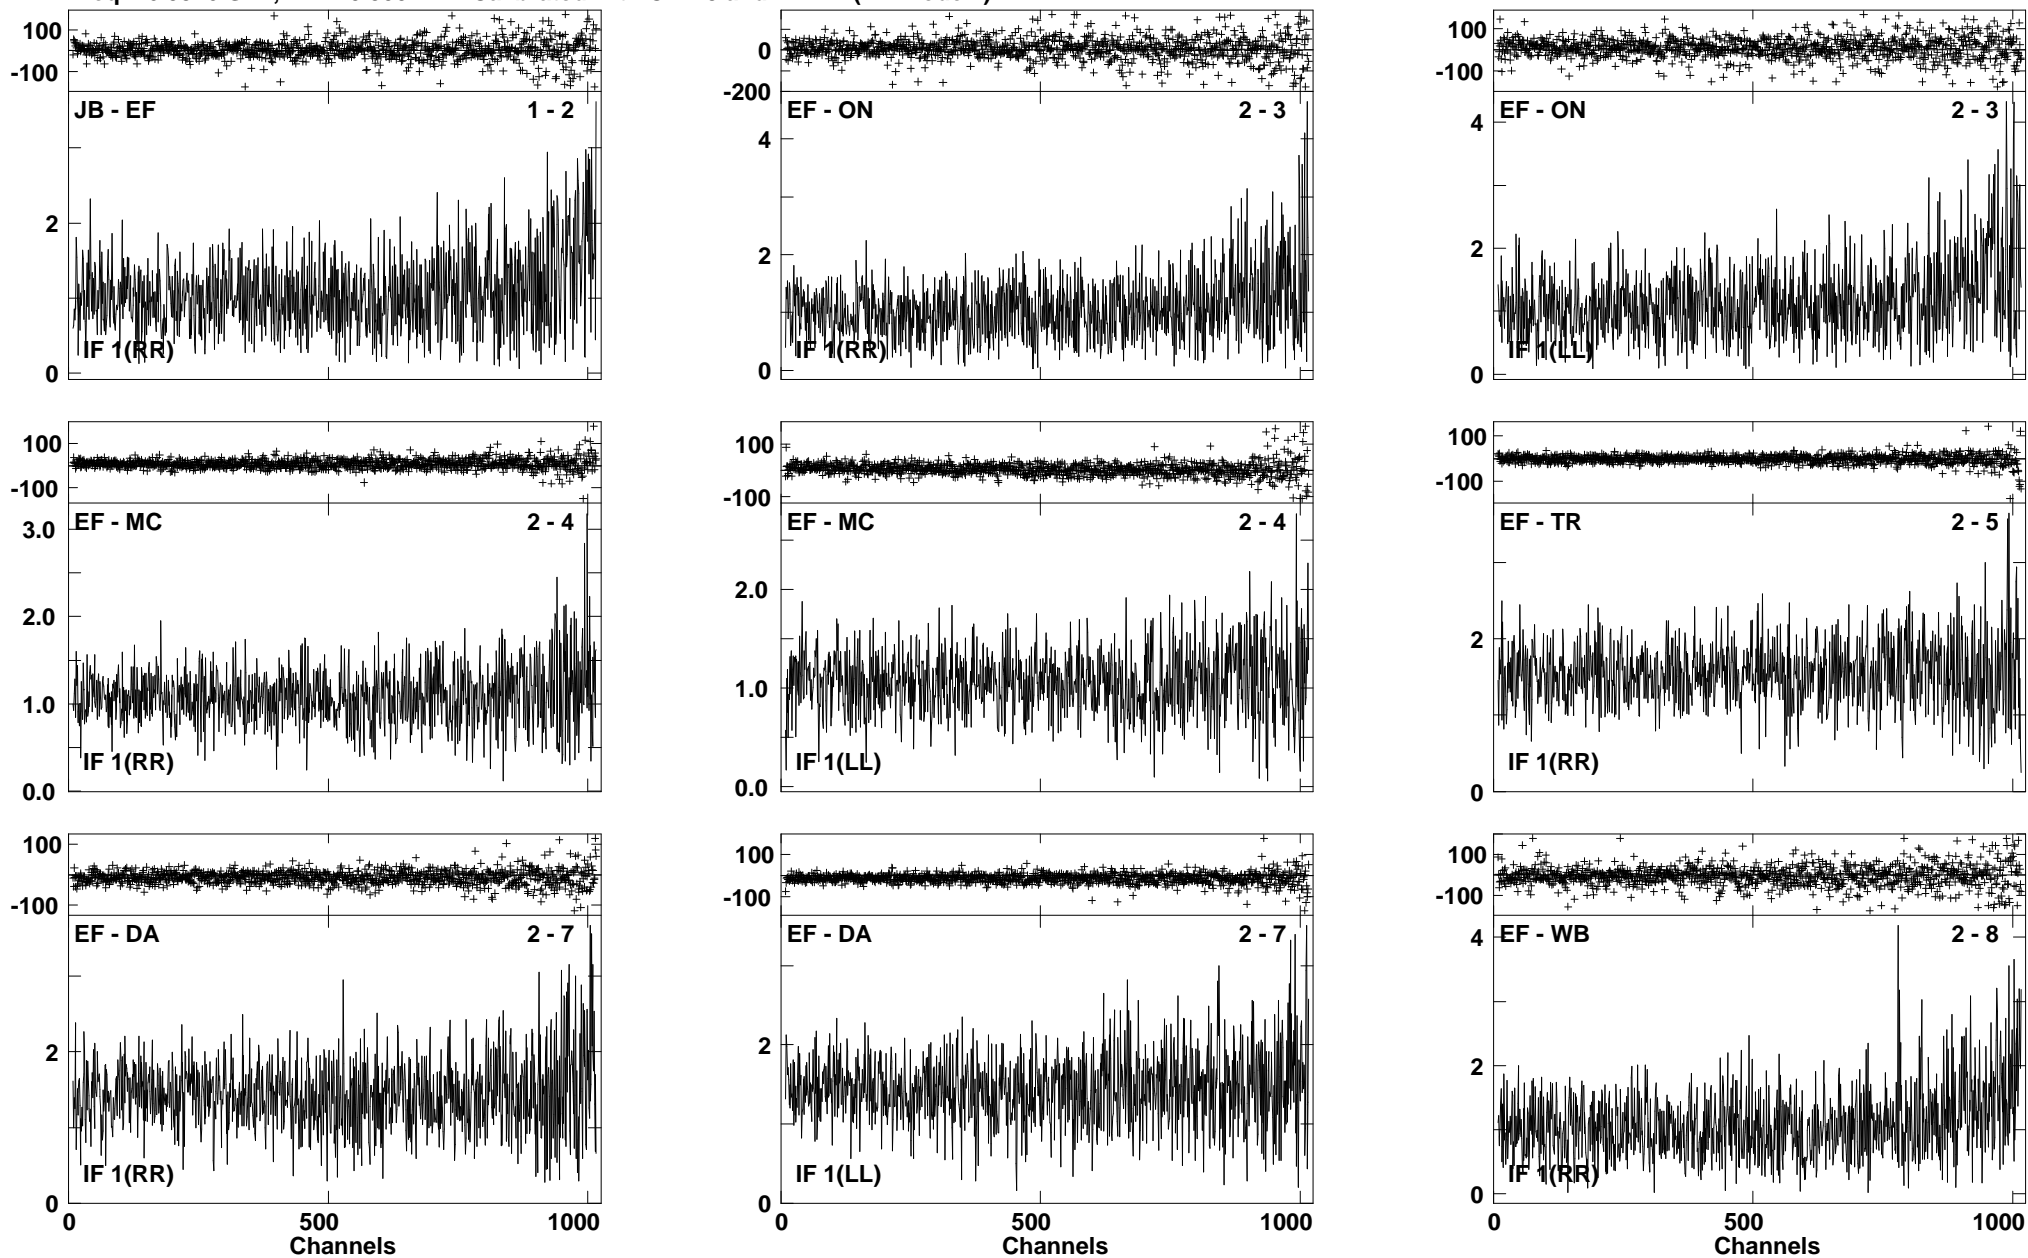 100
-100
JB - EF 1 - 2
2
0
IF 1(RR)
0
-200
EF - ON 2 - 3
4
2
0
IF 1(RR)
100
-100
EF - ON 2 - 3
4
2
0
IF 1(LL)
100
-100
EF - MC 2 - 4
3.0
2.0
1.0
0.0
IF 1(RR)
100
-100
EF - MC 2 - 4
2.0
1.0
0.0
IF 1(LL)
100
-100
EF - TR 2 - 5
2
0
IF 1(RR)
100
-100
EF - DA 2 - 7
2
0
IF 1(RR)
0 500 1000
Channels
100
-100
EF - DA 2 - 7
2
0
IF 1(LL)
0 500 1000
Channels
100
-100
EF - WB 2 - 8
4
2
0
IF 1(RR)
0 500 1000
Channels